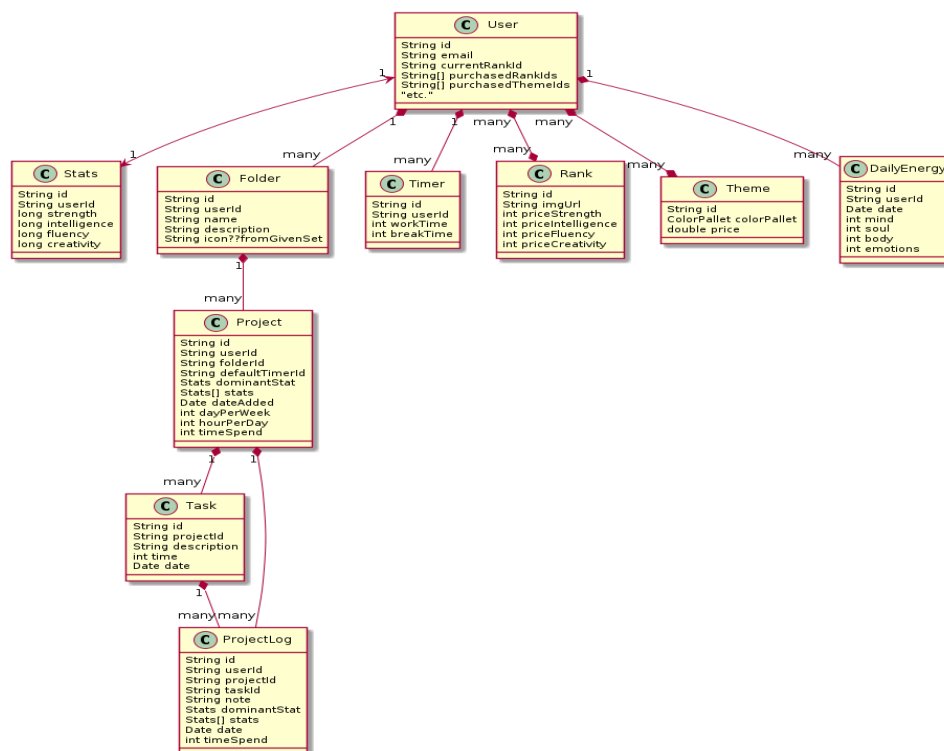 C User
String id
String email
String currentRankId
String[] purchasedRankIds
String[] purchasedThemeIds
"etc."
1
1
1
1
many
many
1
many
many
many
many
many
C Stats
String id
String userId
long strength
long intelligence
long fluency
long creativity
C Folder
String id
String userId
String name
String description
String icon??fromGivenSet
C Timer
String id
String userId
int workTime
int breakTime
C Rank
String id
String imgUrl
int priceStrength
int priceIntelligence
int priceFluency
int priceCreativity
C Theme
String id
ColorPallet colorPallet
double price
C DailyEnergy
String id
String userId
Date date
int mind
int soul
int body
int emotions
1
many
C Project
String id
String userId
String folderId
String defaultTimerId
Stats dominantStat
Stats[] stats
Date dateAdded
int dayPerWeek
int hourPerDay
int timeSpend
1
1
many
C Task
String id
String projectId
String description
int time
Date date
1
many
many
C ProjectLog
String id
String userId
String projectId
String taskId
String note
Stats dominantStat
Stats[] stats
Date date
int timeSpend